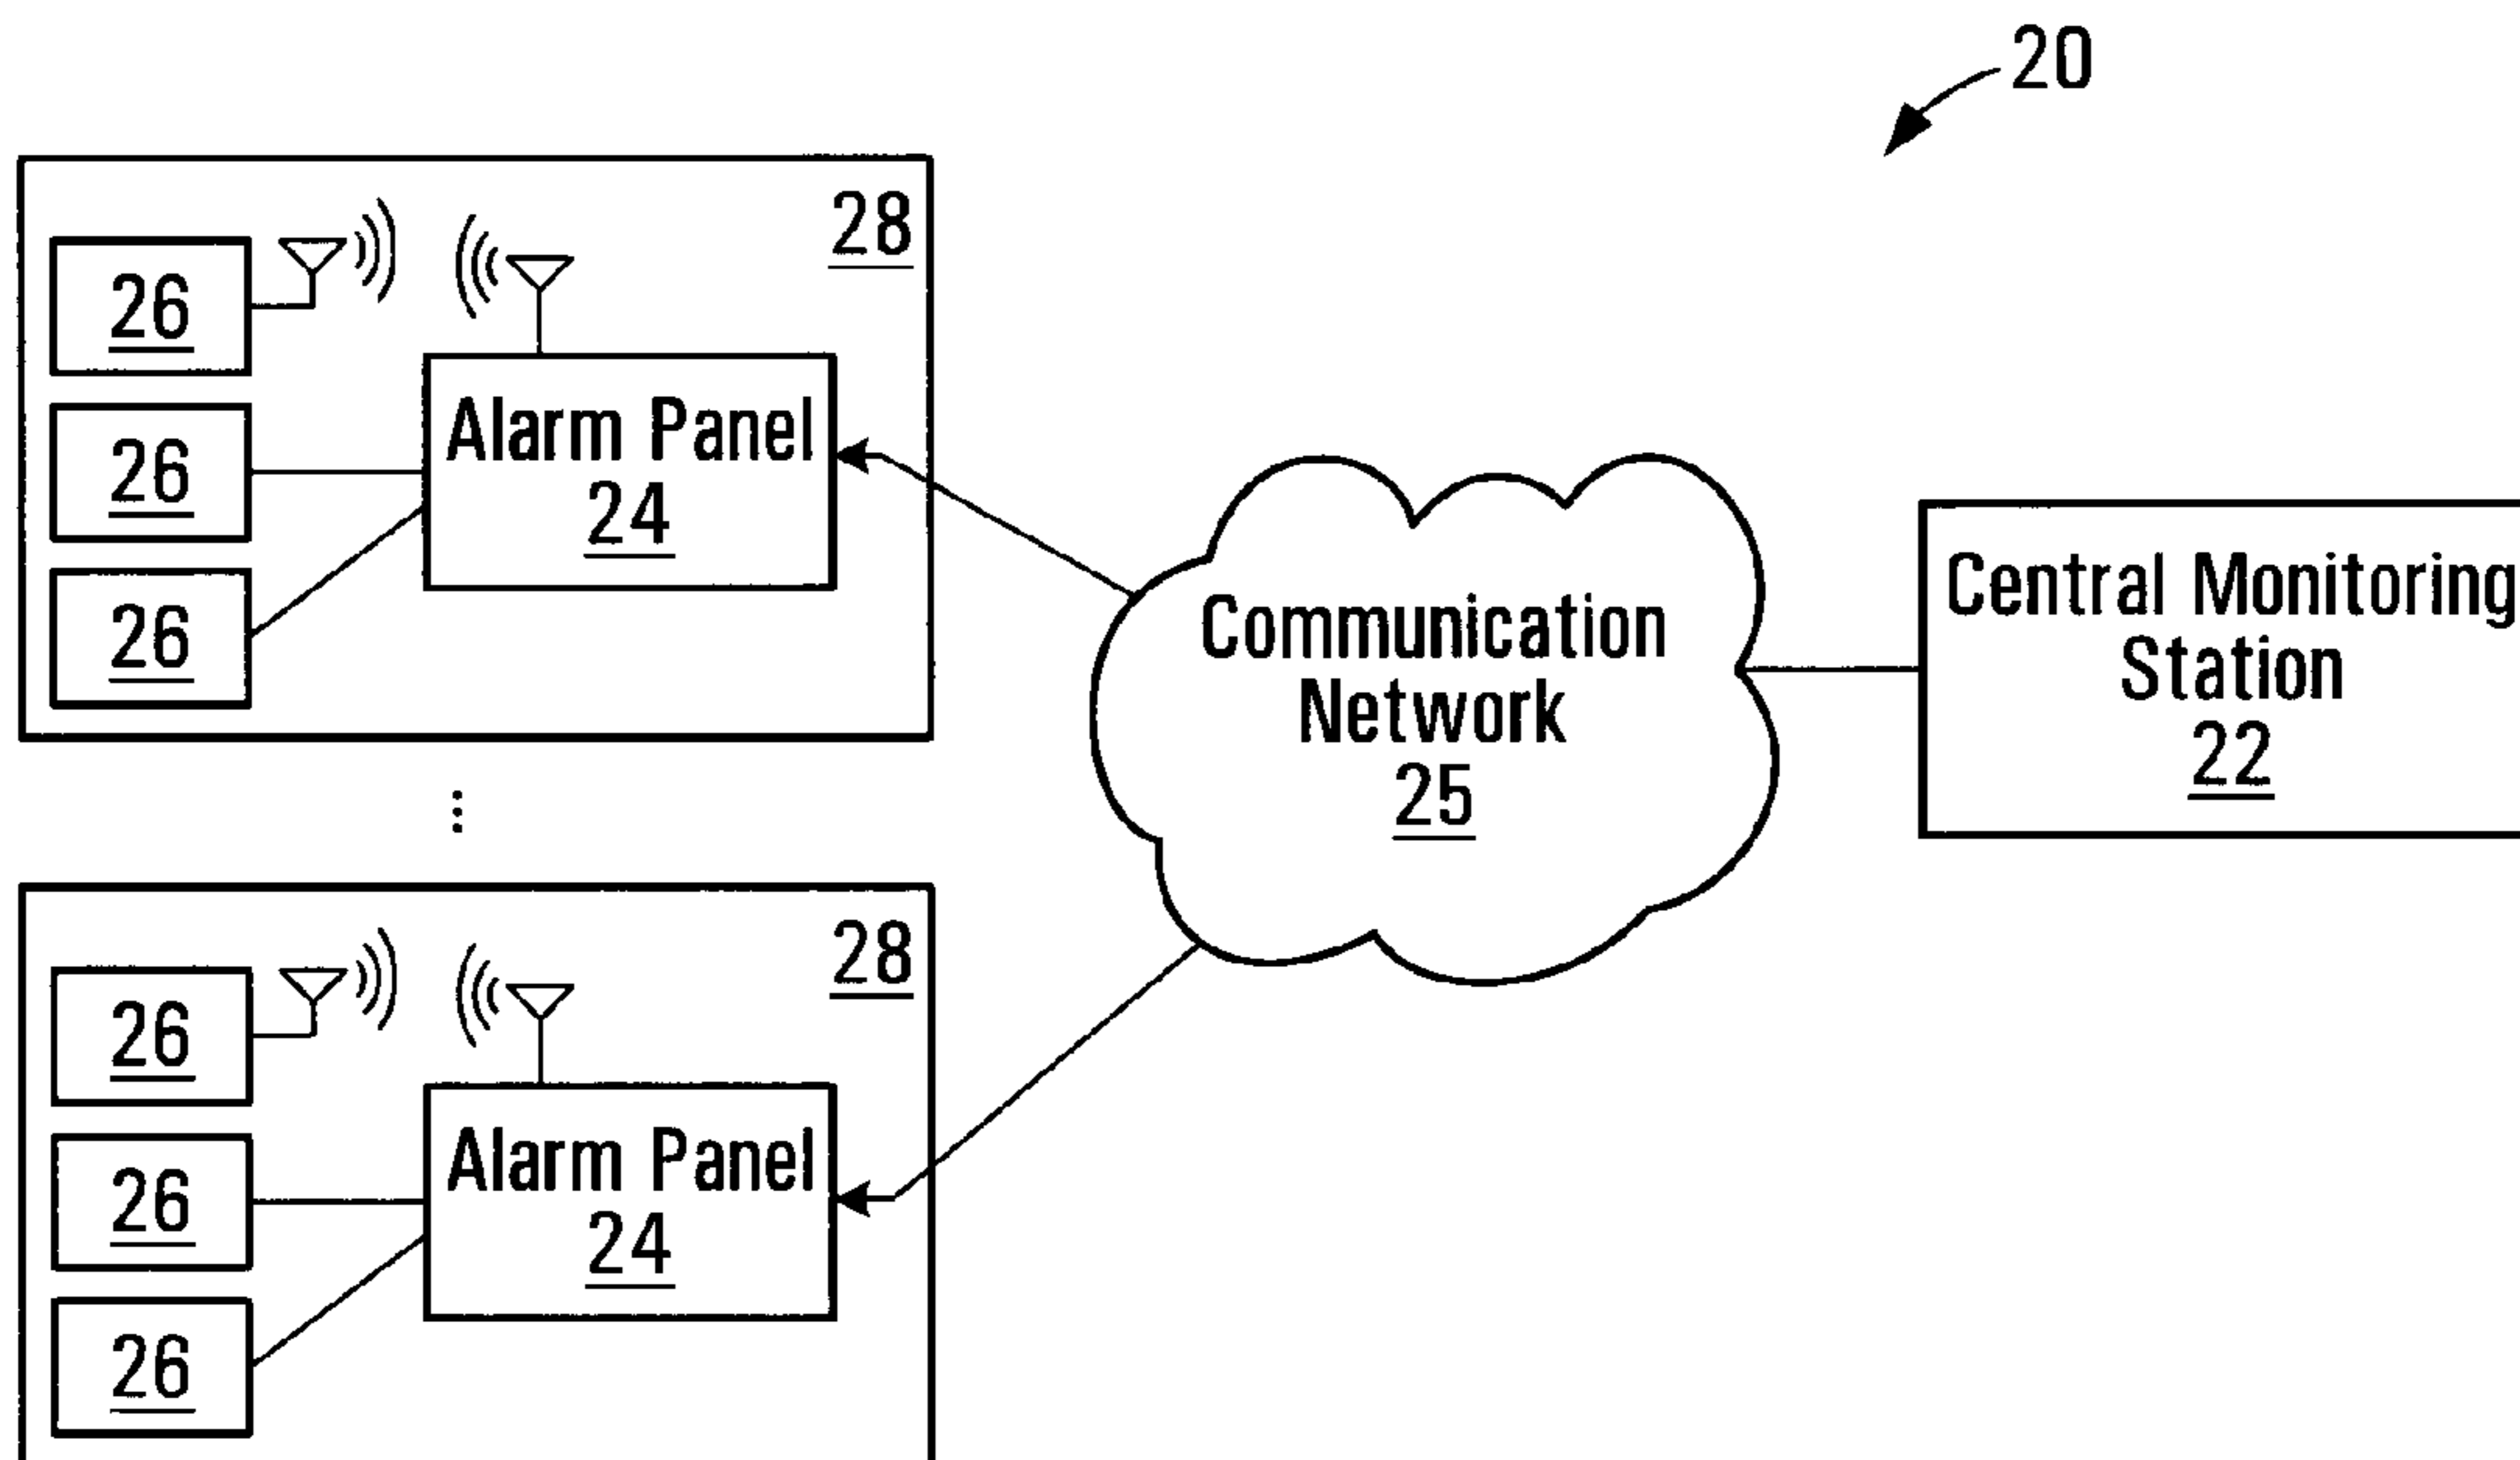 20
28
26
26
26
Alarm Panel
24
Communication
Network
25
Central Monitoring
Station
22
28
26
26
26
Alarm Panel
24